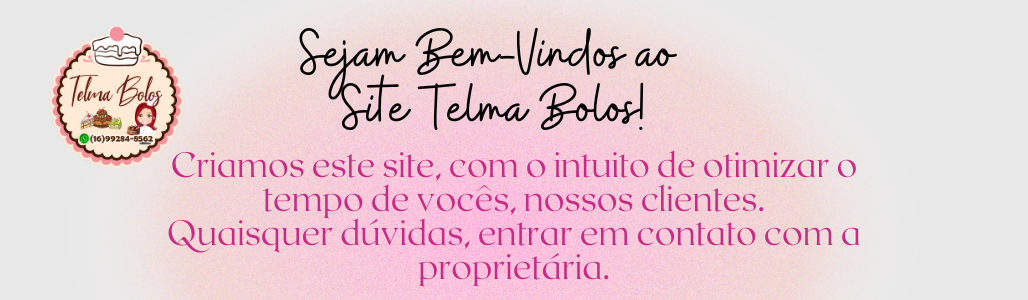 Sejam Bem-Vindos ao
Site Telma Bolos!
Telma Bolos
(16)99284-8562
Criamos este site, com o intuito de otimizar o
tempo de vocês, nossos clientes.
Quaisquer dúvidas, entrar em contato com a
proprietária.